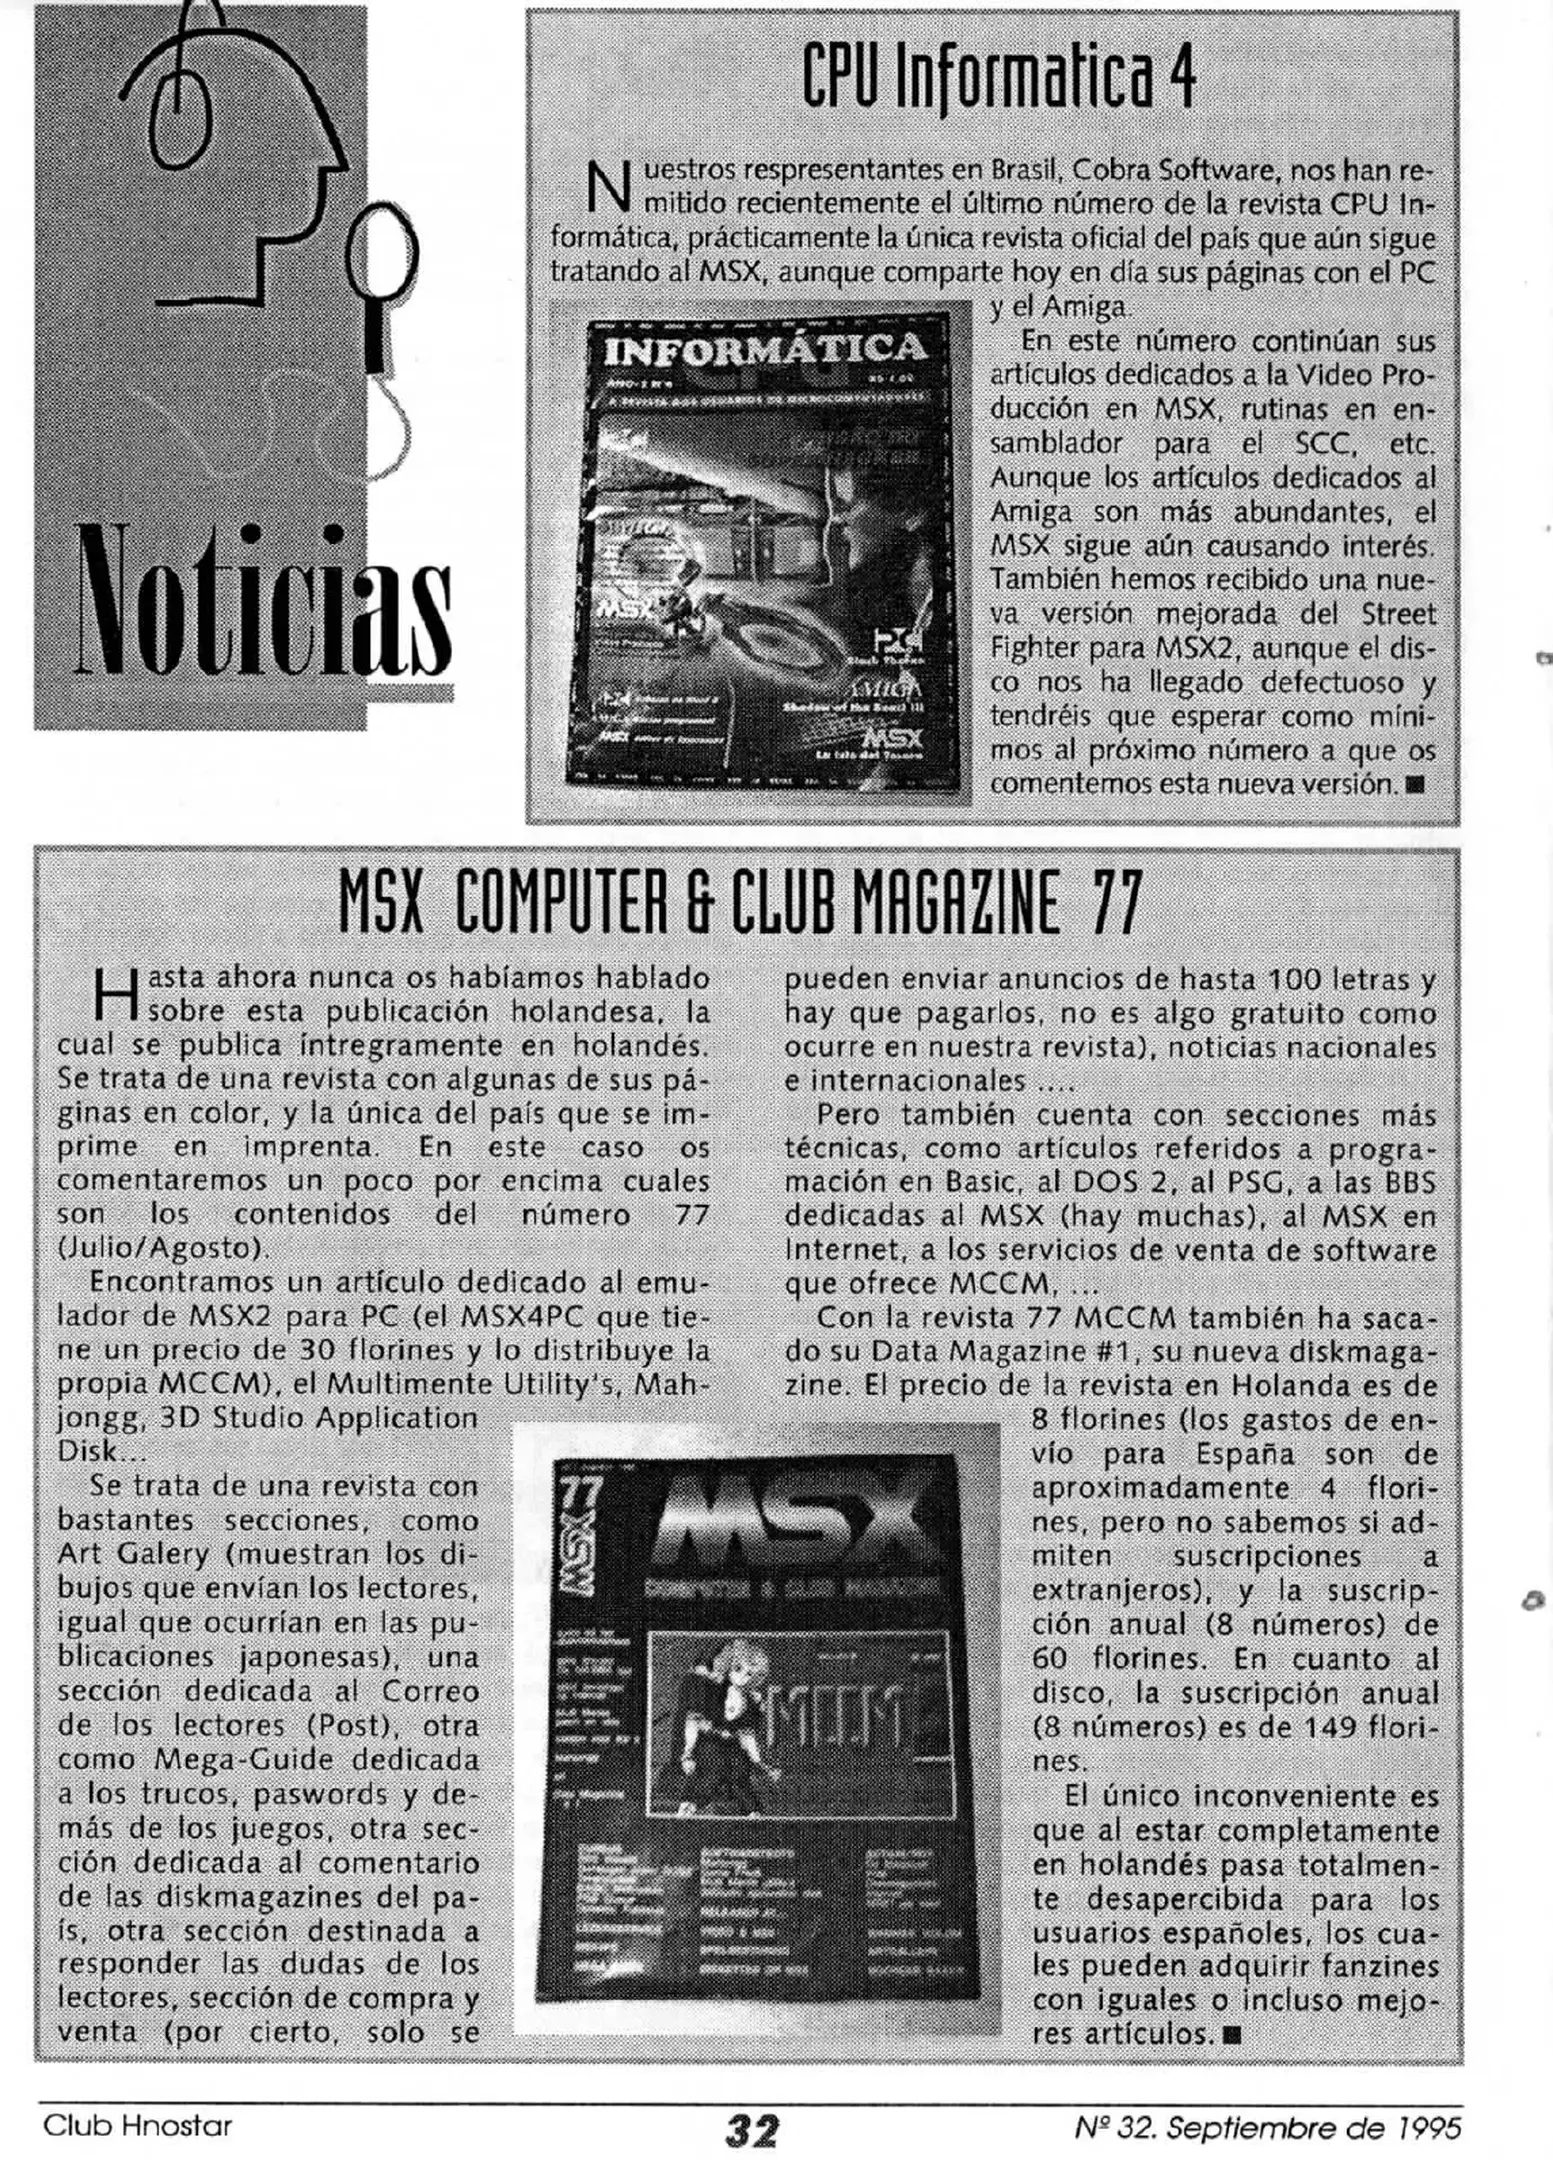 Noticias
CPU Informatica 4
Nuestros respresentantes en Brasil, Cobra Software, nos han re-
mitido recientemente el último número de la revista CPU In-
formática, prácticamente la única revista oficial del país que aún sigue
tratando al MSX, aunque comparte hoy en día sus páginas con el PC
y el Amiga.
En este número continúan sus
artículos dedicados a la Video Pro-
ducción en MSX, rutinas en en-
samblador para el SCC, etc.
Aunque los artículos dedicados al
Amiga son más abundantes, el
MSX sigue aún causando interés.
También hemos recibido una nue-
va versión mejorada del Street
Fighter para MSX2, aunque el dis-
co nos ha llegado defectuoso y
tendréis que esperar como míni-
mos al próximo número a que os
comentemos esta nueva versión.
INFORMÁTICA
A REVISTA DOS USUÁRIOS DE MICROCOMPUTADORES
MSX
AMIGA
Shadow of the Beast III
MSX
MSX COMPUTER & CLUB MAGAZINE 77
Hasta ahora nunca os habíamos hablado
sobre esta publicación holandesa, la
cual se publica íntregramente en holandés.
Se trata de una revista con algunas de sus pá-
ginas en color, y la única del país que se im-
prime en imprenta. En este caso os
comentaremos un poco por encima cuales
son los contenidos del número 77
(Julio/Agosto).
Encontramos un artículo dedicado al emu-
lador de MSX2 para PC (el MSX4PC que tie-
ne un precio de 30 florines y lo distribuye la
propia MCCM), el Multimente Utility's, Mah-
jongg, 3D Studio Application
Disk...
Se trata de una revista con
bastantes secciones, como
Art Galery (muestran los di-
bujos que envían los lectores,
igual que ocurrían en las pu-
blicaciones japonesas), una
sección dedicada al Correo
de los lectores (Post), otra
como Mega-Guide dedicada
a los trucos, paswords y de-
más de los juegos, otra sec-
ción dedicada al comentario
de las diskmagazines del pa-
ís, otra sección destinada a
responder las dudas de los
lectores, sección de compra y
venta (por cierto, solo se
pueden enviar anuncios de hasta 100 letras y
hay que pagarlos, no es algo gratuito como
ocurre en nuestra revista), noticias nacionales
e internacionales ....
Pero también cuenta con secciones más
técnicas, como artículos referidos a progra-
mación en Basic, al DOS 2, al PSG, a las BBS
dedicadas al MSX (hay muchas), al MSX en
Internet, a los servicios de venta de software
que ofrece MCCM, ...
Con la revista 77 MCCM también ha saca-
do su Data Magazine #1, su nueva diskmaga-
zine. El precio de la revista en Holanda es de
8 florines (los gastos de en-
vío para España son de
aproximadamente 4 flori-
nes, pero no sabemos si ad-
miten suscripciones a
extranjeros), y la suscrip-
ción anual (8 números) de
60 florines. En cuanto al
disco, la suscripción anual
(8 números) es de 149 flori-
nes.
El único inconveniente es
que al estar completamente
en holandés pasa totalmen-
te desapercibida para los
usuarios españoles, los cua-
les pueden adquirir fanzines
con iguales o incluso mejo-
res artículos.
77
MSX
MSX
COMPUTER & CLUB MAGAZINE
MCCM
Club Hnostar
32
Nº 32. Septiembre de 1995